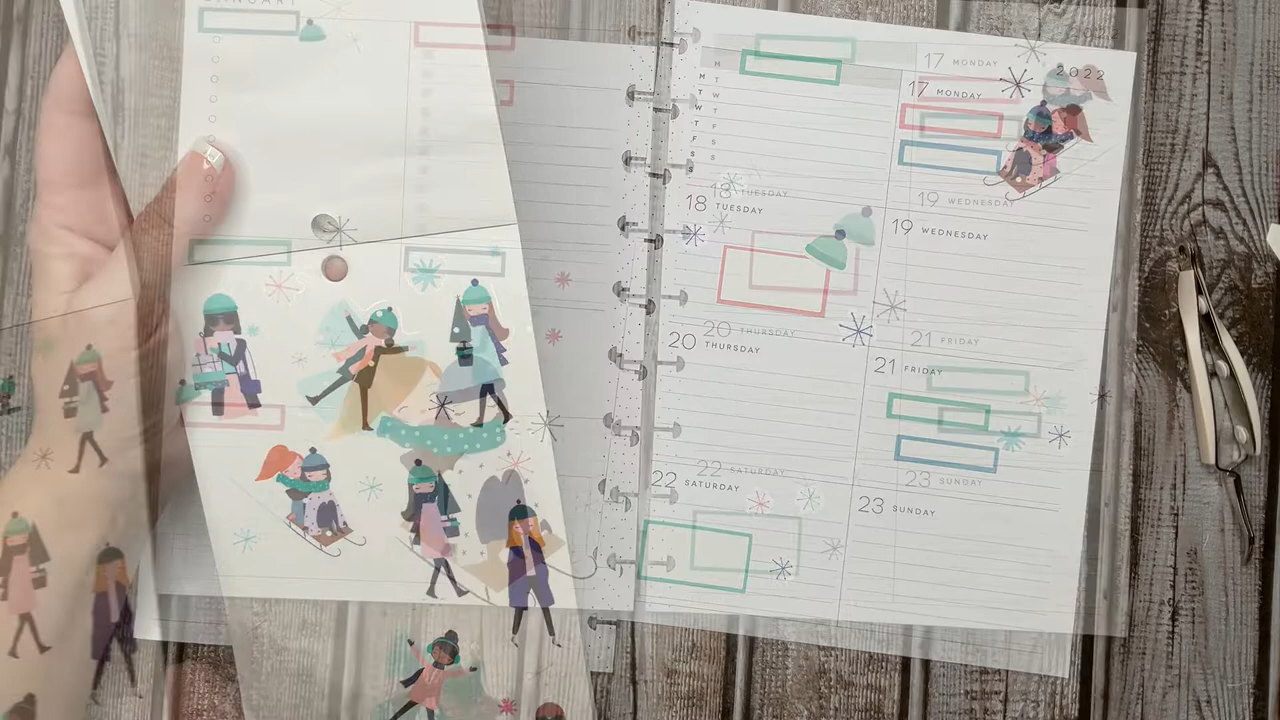 JANUARY
2022
17 MONDAY
17 MONDAY
M
T
W
T
F
S
S
M
T
W
T
F
S
S
18 TUESDAY
18 TUESDAY
19 WEDNESDAY
19 WEDNESDAY
20 THURSDAY
20 THURSDAY
21 FRIDAY
21 FRIDAY
22 SATURDAY
22 SATURDAY
23 SUNDAY
23 SUNDAY